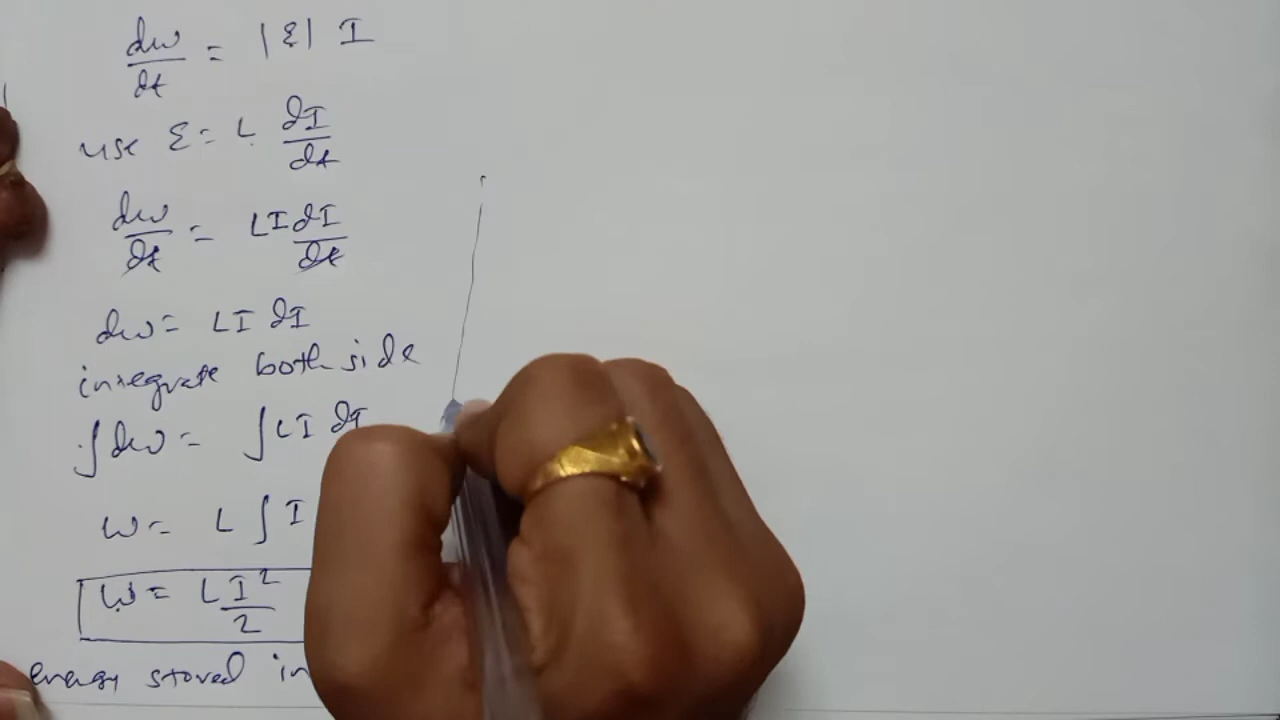 dw/dt = |ε| I
use ε = L dI/dt
dw/dt = LI dI/dt
dw = LI dI
integrate both side
∫dw = ∫LI dI
w = L ∫ I
W = L I²/2
energy stored in